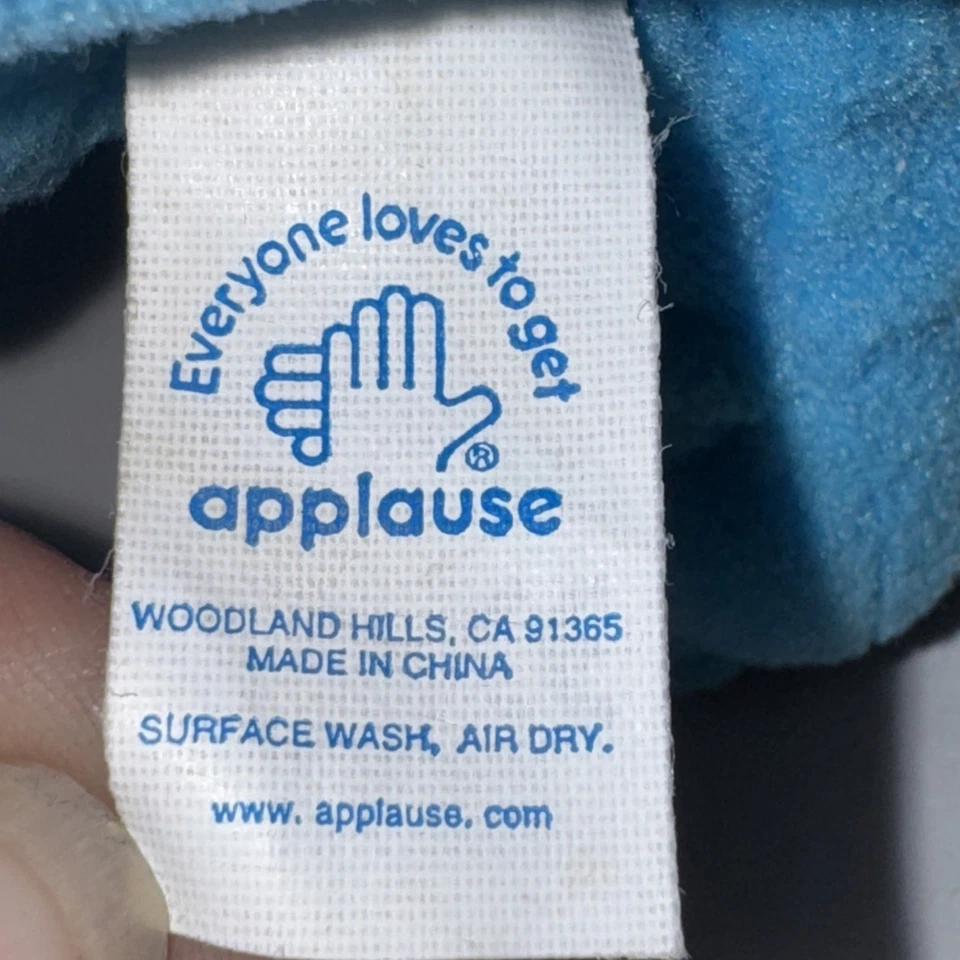 Everyone loves to get
®
applause
WOODLAND HILLS, CA 91365
MADE IN CHINA
SURFACE WASH, AIR DRY.
www. applause. com